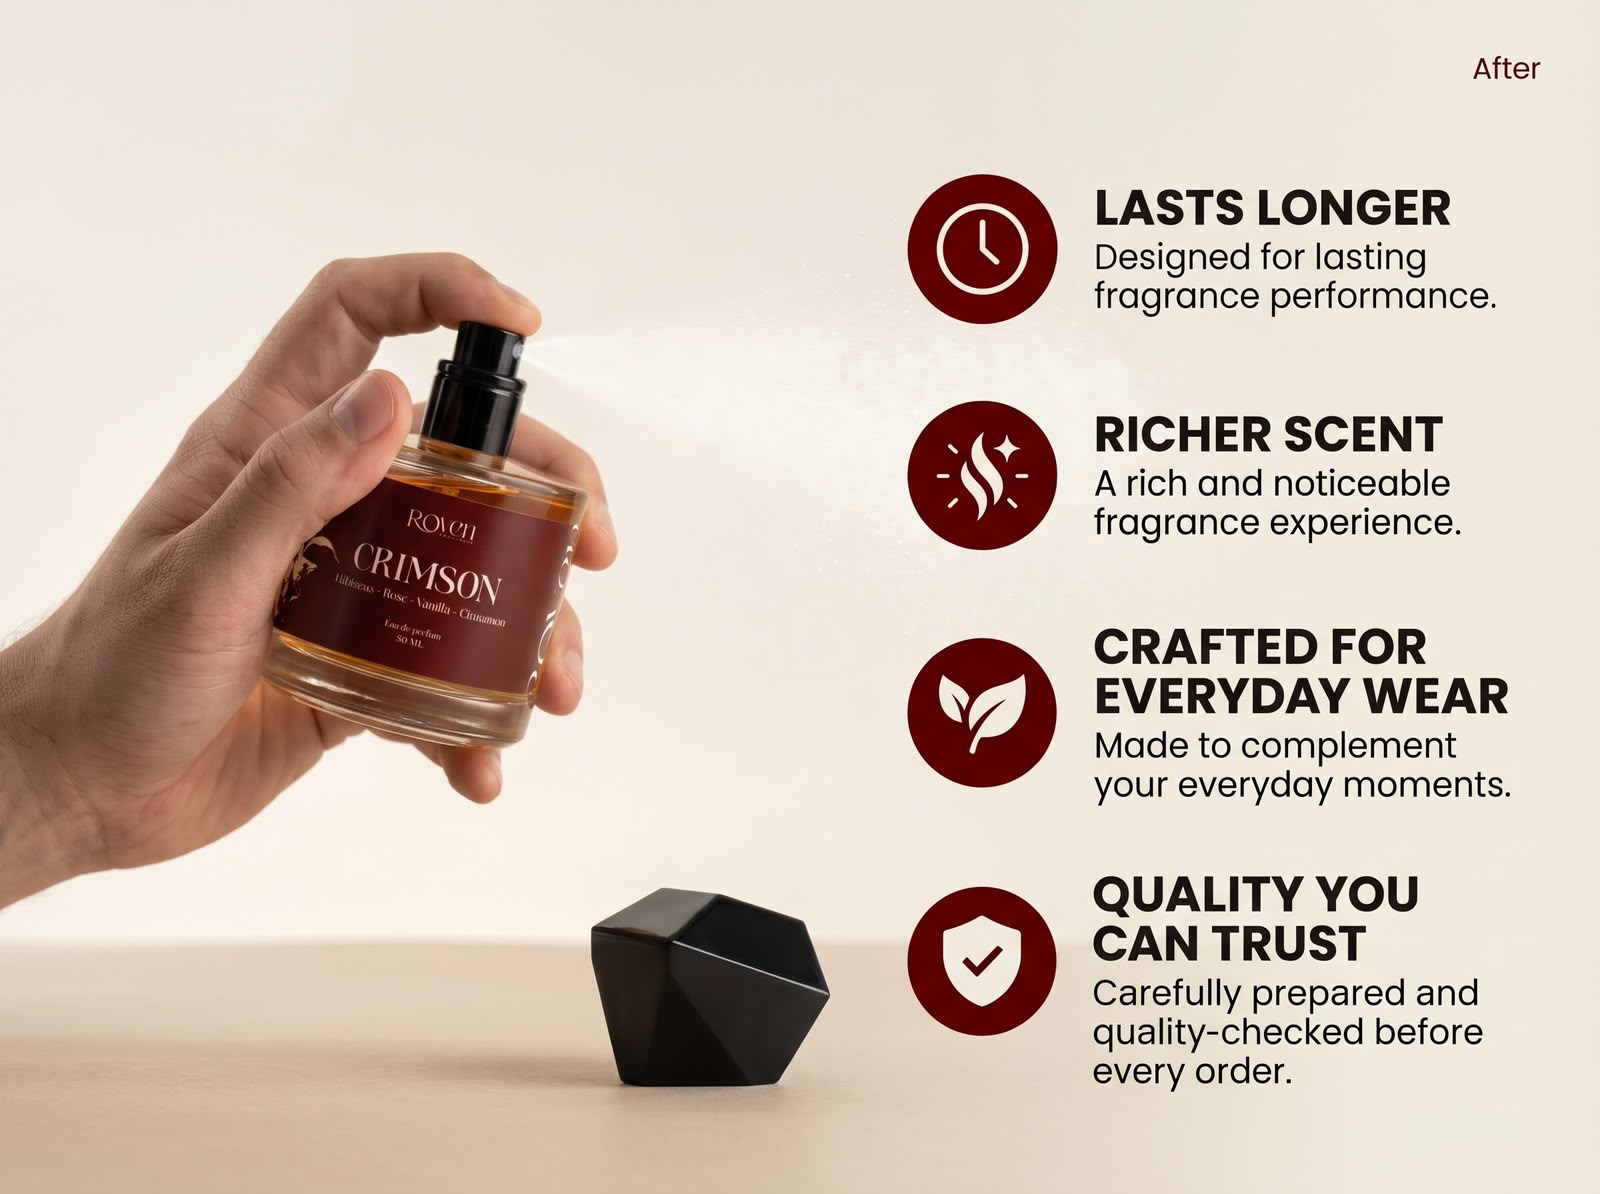 After
LASTS LONGER
Designed for lasting
fragrance performance.
RICHER SCENT
A rich and noticeable
fragrance experience.
CRAFTED FOR
EVERYDAY WEAR
Made to complement
your everyday moments.
QUALITY YOU
CAN TRUST
Carefully prepared and
quality-checked before
every order.
Roven
CRIMSON
Hibiscus - Rose - Vanilla - Cinnamon
Eau de perfum
50 ML